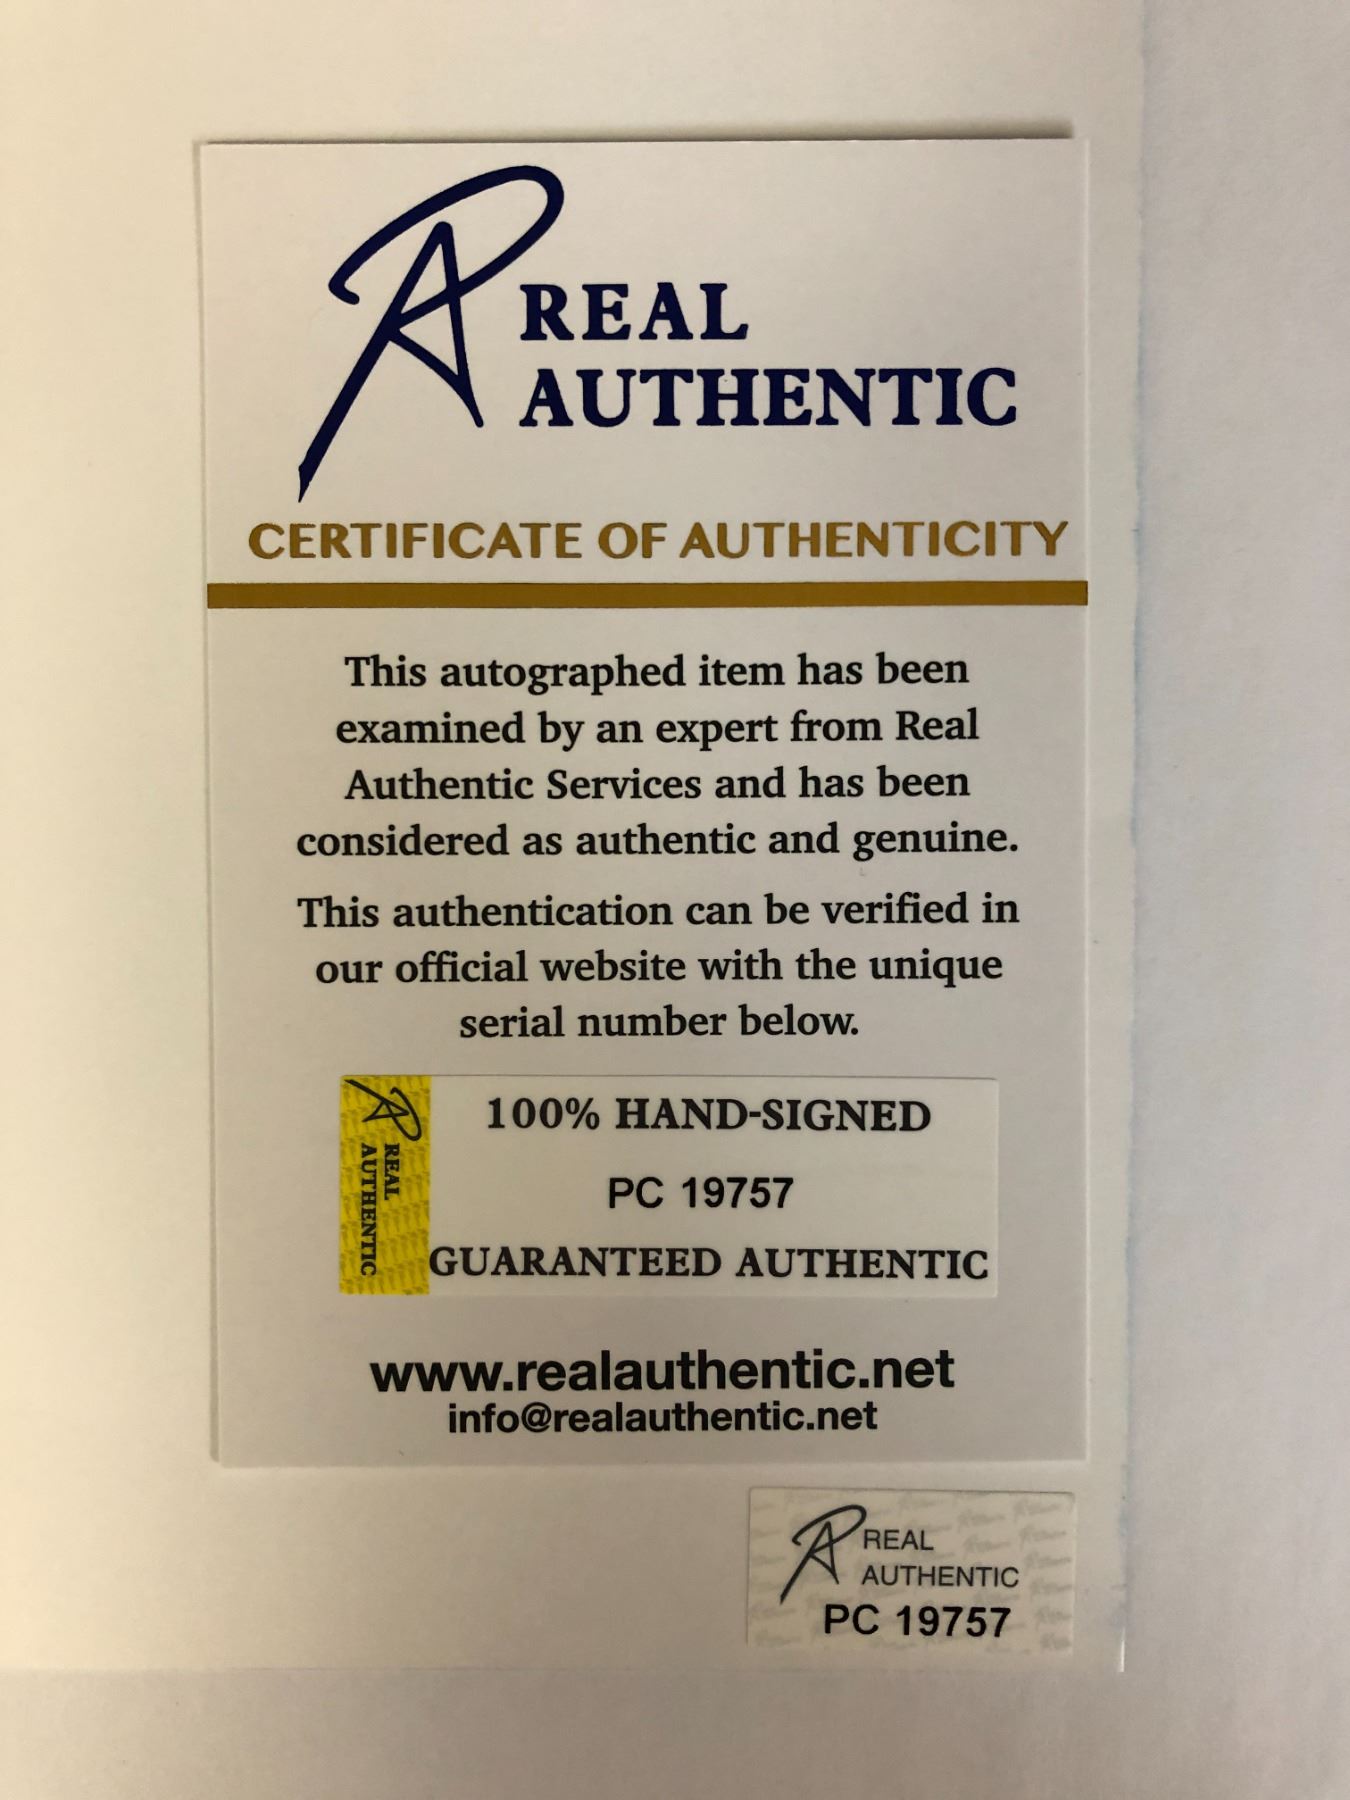 REAL
AUTHENTIC
CERTIFICATE OF AUTHENTICITY
This autographed item has been
examined by an expert from Real
Authentic Services and has been
considered as authentic and genuine.
This authentication can be verified in
our official website with the unique
serial number below.
REAL
AUTHENTIC
100% HAND-SIGNED
PC 19757
GUARANTEED AUTHENTIC
www.realauthentic.net
info@realauthentic.net
REAL
AUTHENTIC
PC 19757